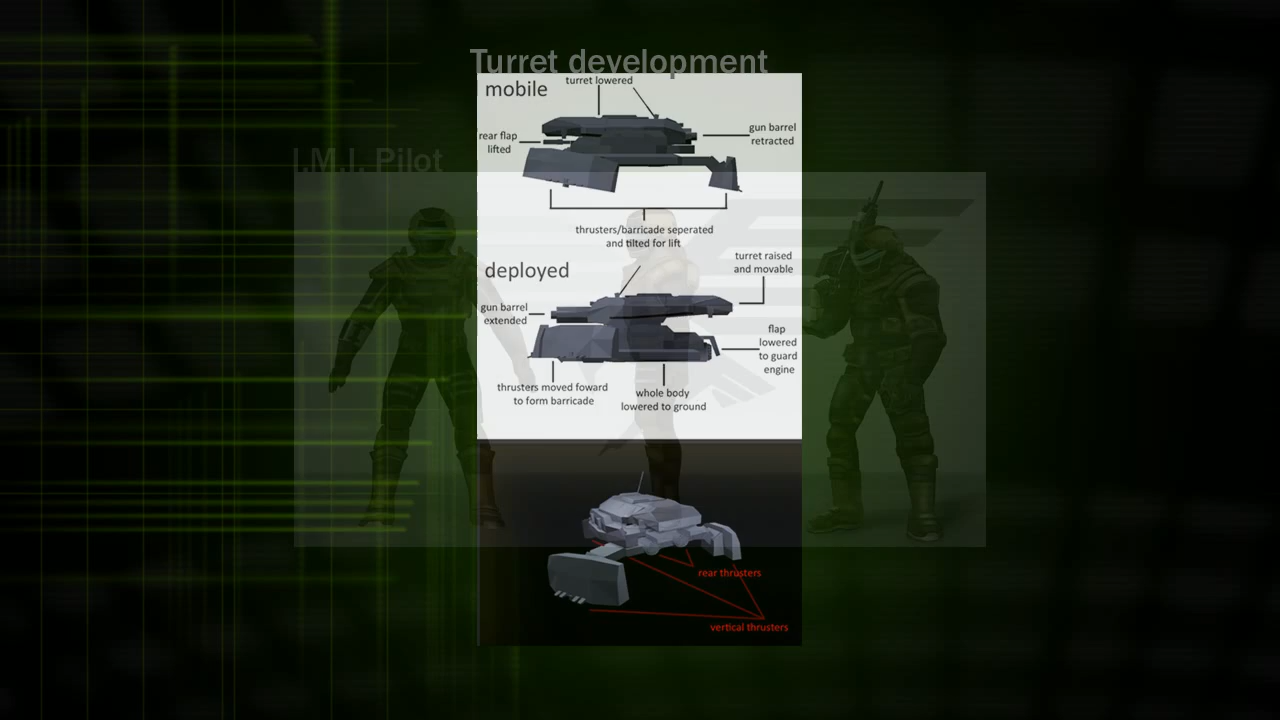 Turret development
mobile
turret lowered
rear flap
lifted
gun barrel
retracted
I.M.I. Pilot
thrusters/barricade seperated
and tilted for lift
deployed
turret raised
and movable
gun barrel
extended
flap
lowered
to guard
engine
thrusters moved foward
to form barricade
whole body
lowered to ground
rear thrusters
vertical thrusters